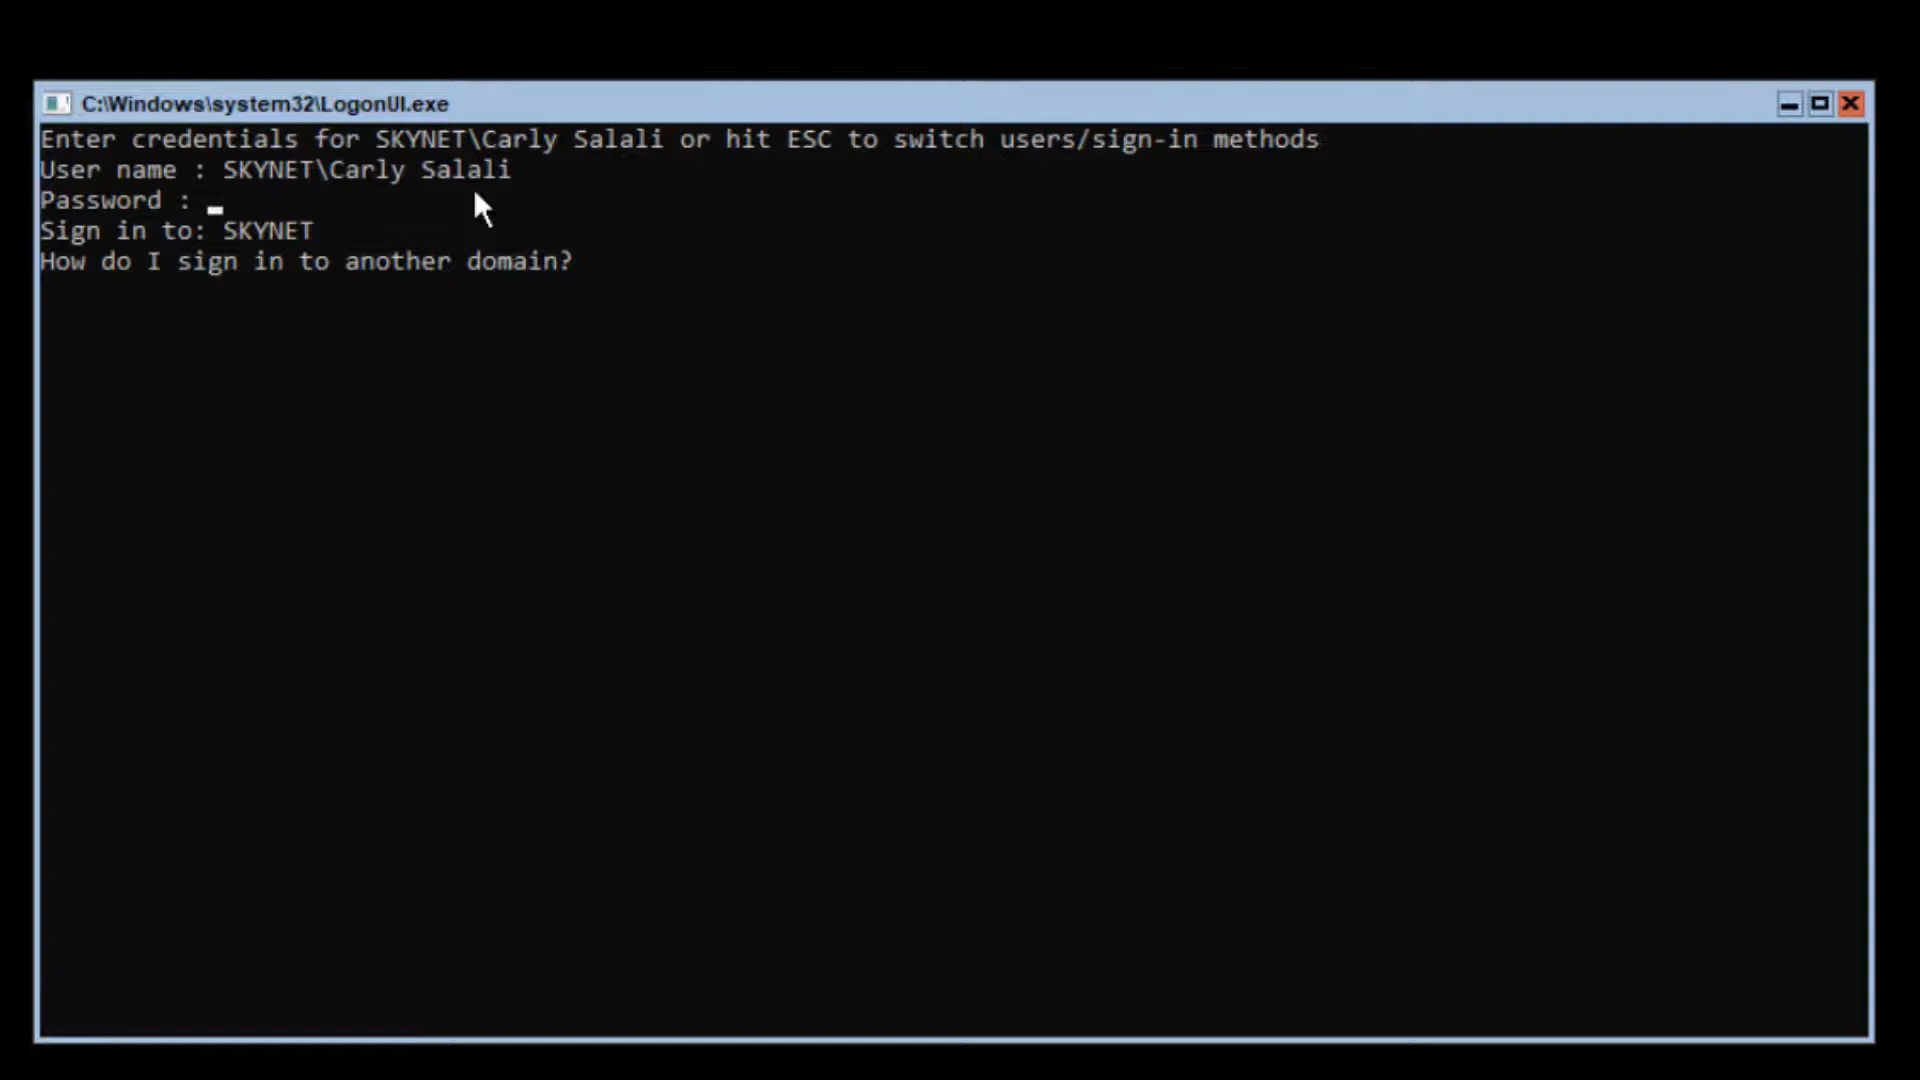 C:\Windows\system32\LogonUI.exe
Enter credentials for SKYNET\Carly Salali or hit ESC to switch users/sign-in methods
User name : SKYNET\Carly Salali
Password :
Sign in to: SKYNET
How do I sign in to another domain?